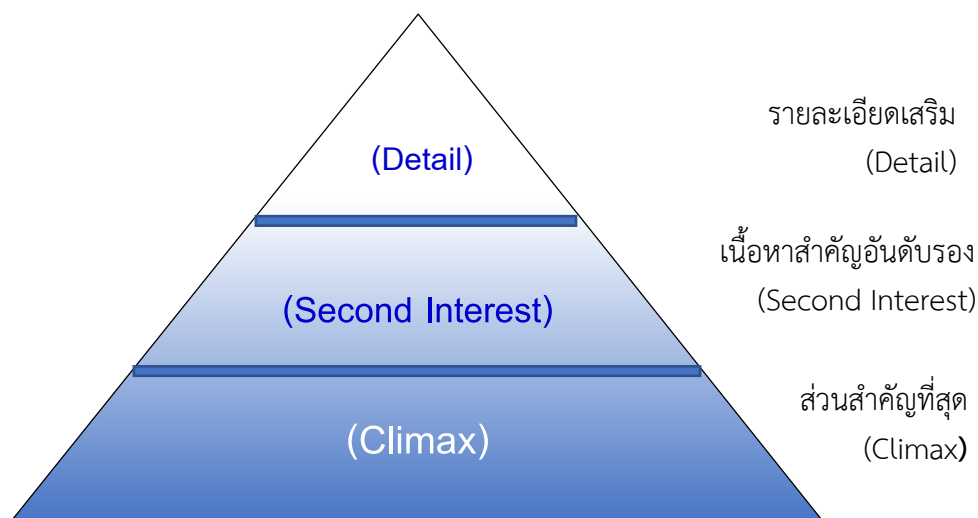 (Detail)
รายละเอียดเสริม
(Detail)
(Second Interest)
เนื้อหาสำคัญอันดับรอง
(Second Interest)
(Climax)
ส่วนสำคัญที่สุด
(Climax)